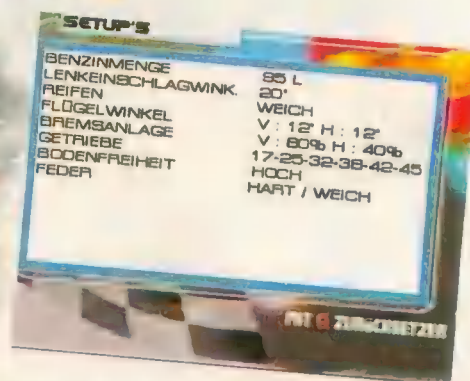 SETUP'S
BENZINMENGE 95 L
LENKEINSCHLAGWINK. 20°
REIFEN WEICH
FLÜGELWINKEL V : 12° H : 12°
BREMSANLAGE V : 60% H : 40%
GETRIEBE 17-25-32-38-42-45
BODENFREIHEIT HOCH
FEDER HART / WEICH